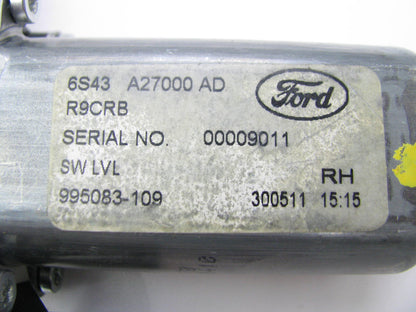 6S43 A27000 AD
Ford
R9CRB
SERIAL NO. 00009011
SW LVL
RH
995083-109
300511 15:15